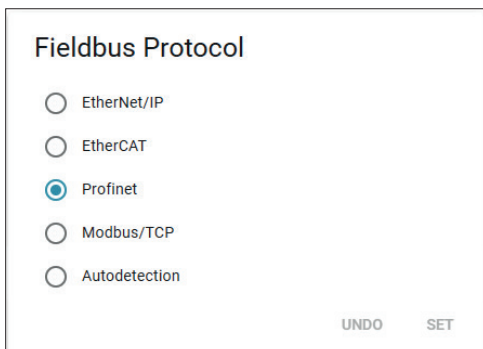 Fieldbus Protocol
EtherNet/IP
EtherCAT
Profinet
Modbus/TCP
Autodetection
UNDO SET